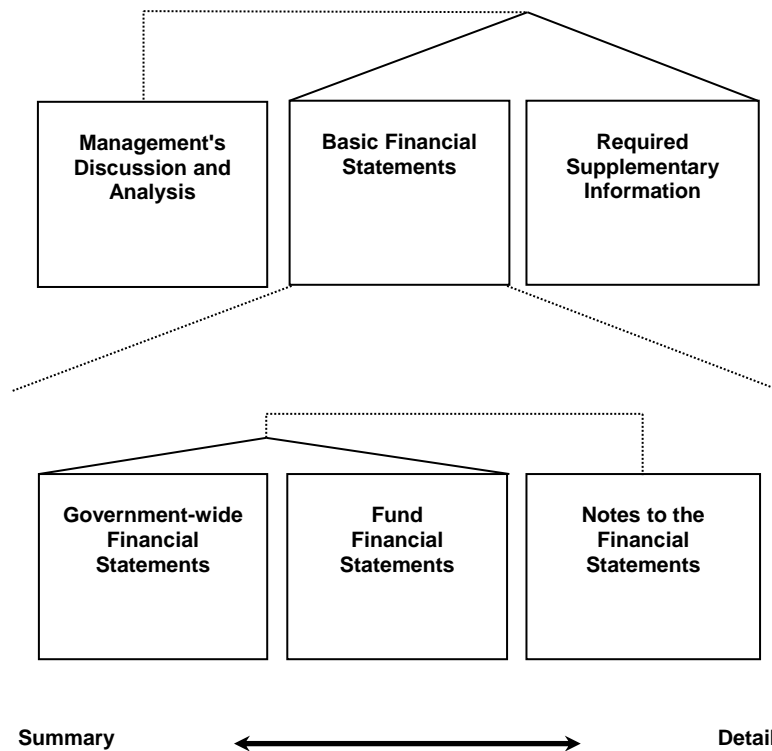 Management's
Discussion and
Analysis
Basic Financial
Statements
Required
Supplementary
Information
Government-wide
Financial
Statements
Fund
Financial
Statements
Notes to the
Financial
Statements
Summary
Detail